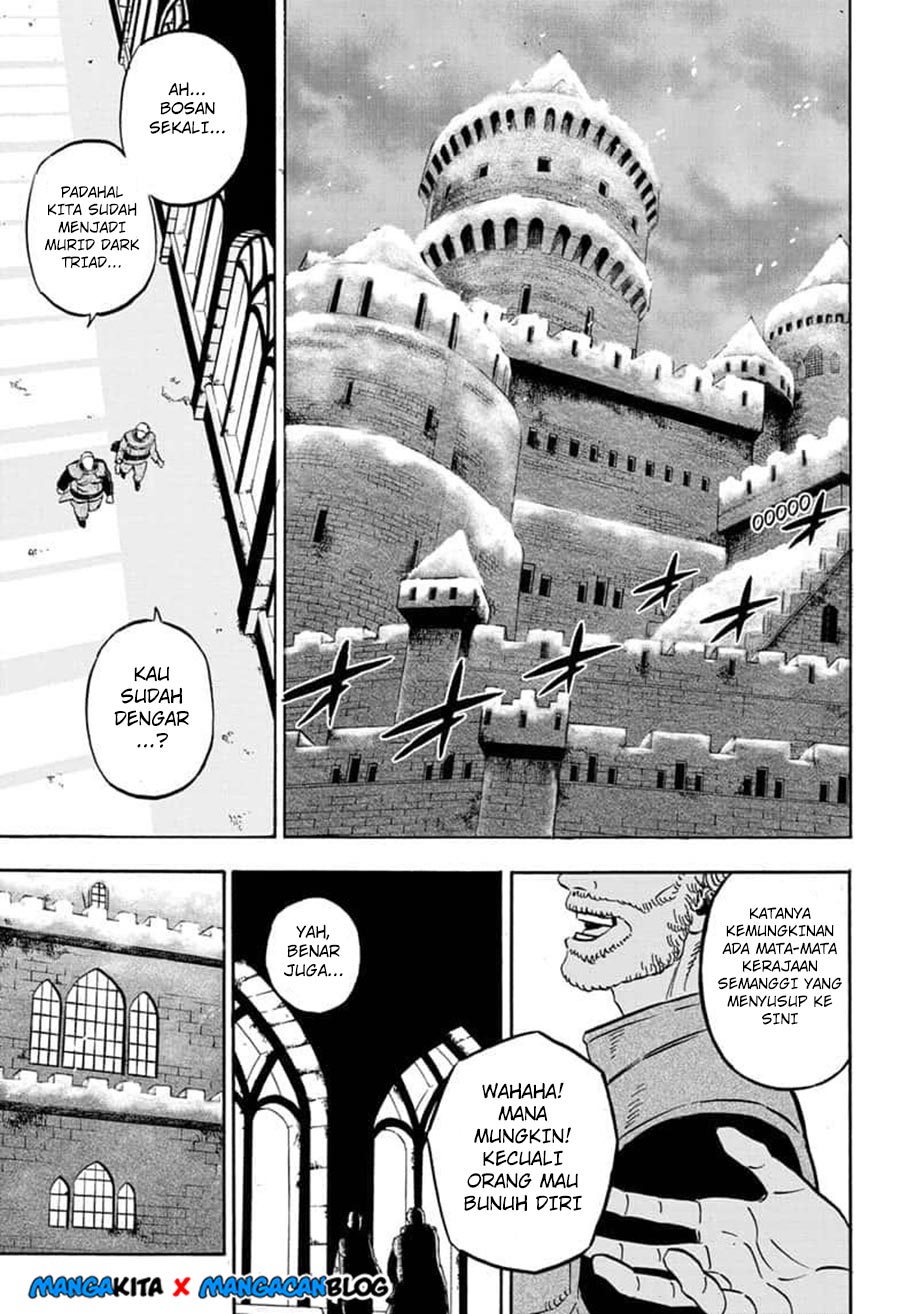 OOOOO
AH...
BOSAN
SEKALI...
PADAHAL
KITA SUDAH
MENJADI
MURID DARK
TRIAD...
KAU
SUDAH
DENGAR
...?
KATANYA
KEMUNGKINAN
ADA MATA-MATA
KERAJAAN
SEMANGGI YANG
MENYUSUP KE
SINI
WAHAHA!
MANA
MUNGKIN!
KECUALI
ORANG MAU
BUNUH DIRI
YAH,
BENAR
JUGA...
MANGAKITA X MANGACANBLOG